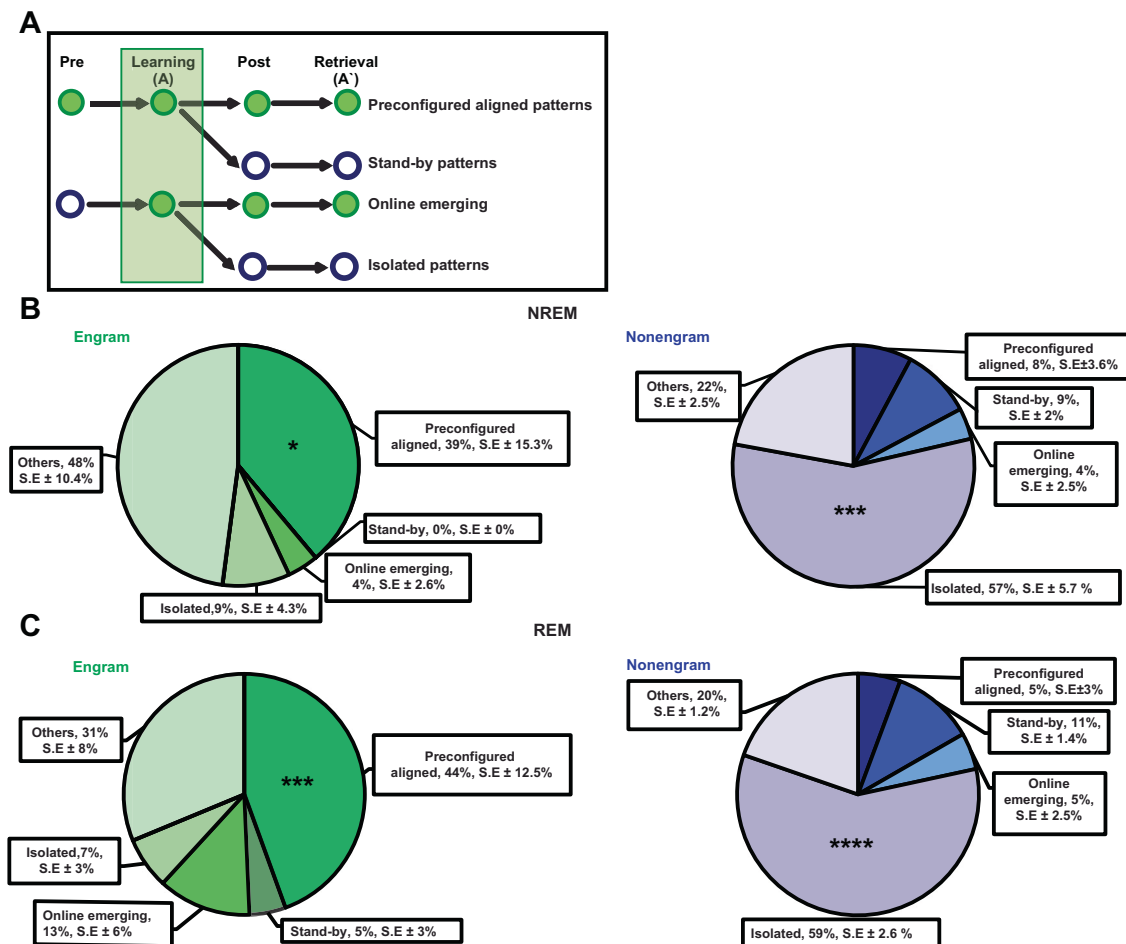 A
Pre
Learning
(A)
Post
Retrieval
(A`)
Preconfigured aligned patterns
Stand-by patterns
Online emerging
Isolated patterns
B
NREM
Engram
Others, 48%
S.E ± 10.4%
*
Preconfigured
aligned, 39%, S.E ± 15.3%
Stand-by, 0%, S.E ± 0%
Online emerging,
4%, S.E ± 2.6%
Isolated,9%, S.E ± 4.3%
Nonengram
Others, 22%,
S.E ± 2.5%
Preconfigured
aligned, 8%, S.E±3.6%
Stand-by, 9%,
S.E ± 2%
Online
emerging, 4%,
S.E ± 2.5%
***
Isolated, 57%, S.E ± 5.7 %
C
REM
Engram
Others, 31%
S.E ± 8%
***
Preconfigured
aligned, 44%, S.E ± 12.5%
Isolated,7%,
S.E ± 3%
Online emerging,
13%, S.E ± 6%
Stand-by, 5%, S.E ± 3%
Nonengram
Others, 20%,
S.E ± 1.2%
Preconfigured
aligned, 5%, S.E±3%
Stand-by, 11%,
S.E ± 1.4%
Online
emerging, 5%,
S.E ± 2.5%
****
Isolated, 59%, S.E ± 2.6 %